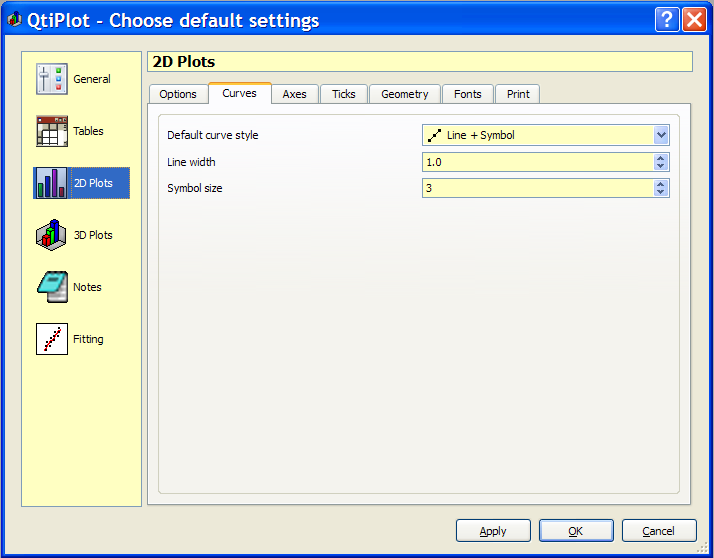 QtiPlot - Choose default settings
General
Tables
2D Plots
3D Plots
Notes
Fitting
2D Plots
Options Curves Axes Ticks Geometry Fonts Print
Default curve style Line + Symbol
Line width 1.0
Symbol size 3
Apply OK Cancel